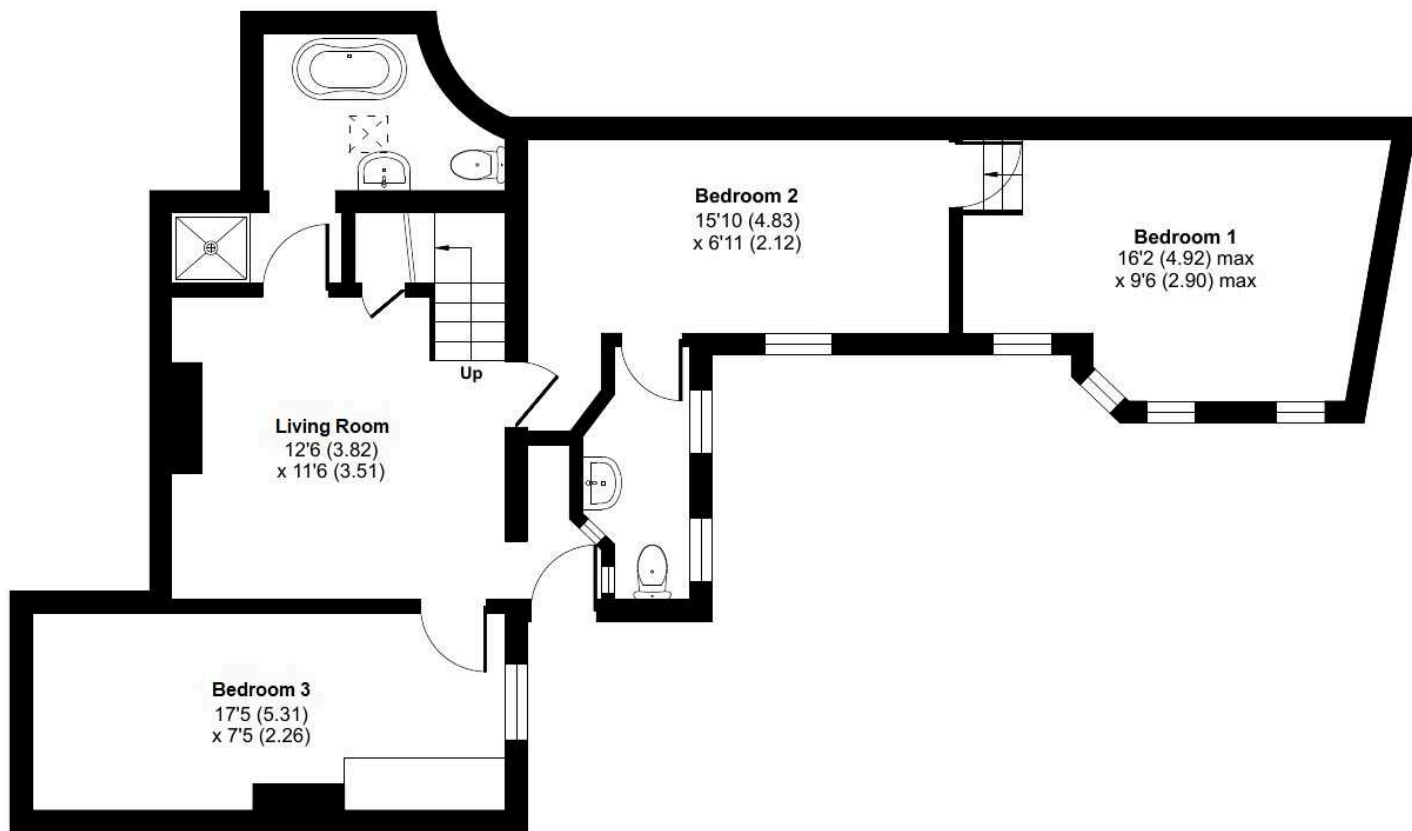 Bedroom 2
15'10 (4.83)
x 6'11 (2.12)
Bedroom 1
16'2 (4.92) max
x 9'6 (2.90) max
Up
Living Room
12'6 (3.82)
x 11'6 (3.51)
Bedroom 3
17'5 (5.31)
x 7'5 (2.26)